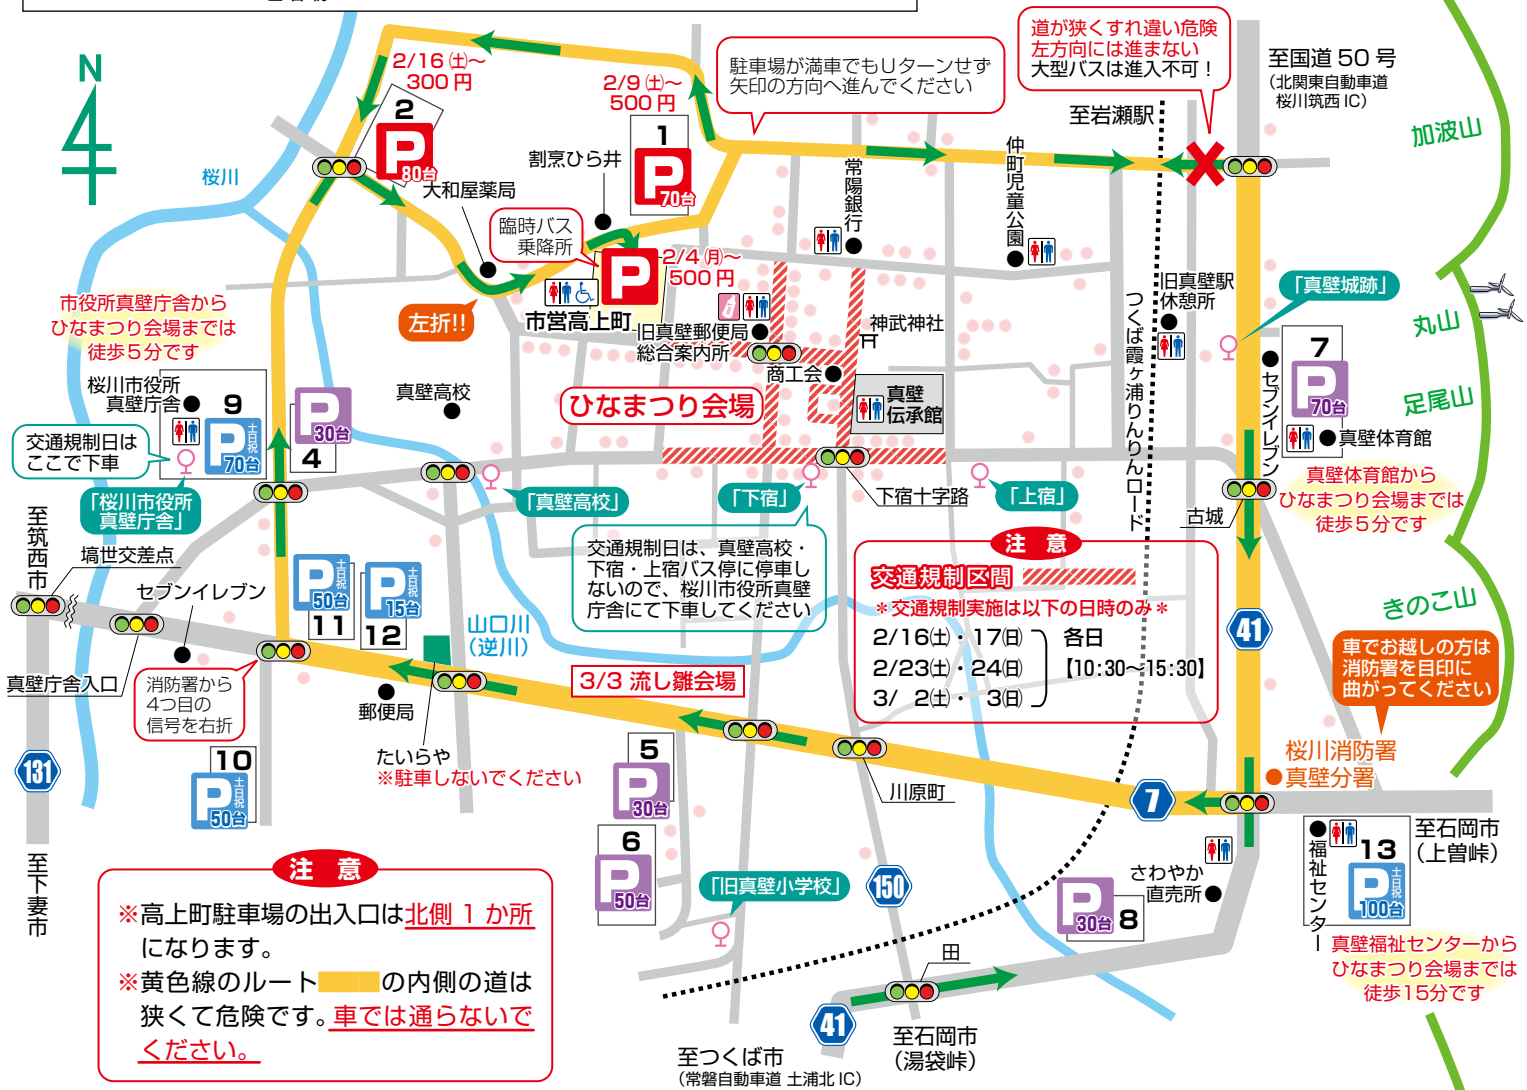 N
2/16㈯〜
300円
2
P
80台
2/9㈯〜
500円
1
P
70台
駐車場が満車でもUターンせず
矢印の方向へ進んでください
道が狭くすれ違い危険
左方向には進まない
大型バスは進入不可！
至国道50号
（北関東自動車道
桜川筑西IC）
至岩瀬駅
加波山
丸山
足尾山
きのこ山
桜川
大和屋薬局
割烹ひら井
臨時バス
乗降所
P
2/4㈪〜
500円
市営高上町
左折!!
常陽銀行
仲町児童公園
旧真壁駅
休憩所
つくば霞ヶ浦りんりんロード
「真壁城跡」
旧真壁郵便局
総合案内所
神武神社
商工会
真壁
伝承館
ひなまつり会場
市役所真壁庁舎から
ひなまつり会場までは
徒歩５分です
桜川市役所
真壁庁舎
9
P
土日祝
70台
交通規制日は
ここで下車
「桜川市役所
真壁庁舎」
P
30台
4
真壁高校
「真壁高校」
「下宿」
下宿十字路
「上宿」
7
P
70台
セブンイレブン
真壁体育館
真壁体育館から
ひなまつり会場までは
徒歩５分です
古城
至筑西市
塙世交差点
セブンイレブン
真壁庁舎入口
P
土日祝
50台
11
P
土日祝
15台
12
山口川
（逆川）
交通規制日は、真壁高校・
下宿・上宿バス停に停車し
ないので、桜川市役所真壁
庁舎にて下車してください
注 意
交通規制区間
＊交通規制実施は以下の日時のみ＊
2/16㈯・17㈰
2/23㈯・24㈰
3/ 2㈯・ 3㈰
各日
【10:30〜15:30】
41
車でお越しの方は
消防署を目印に
曲がってください
消防署から
4つ目の
信号を右折
郵便局
たいらや
※駐車しないでください
3/3 流し雛会場
131
10
P
土日祝
50台
5
P
30台
6
P
50台
川原町
7
桜川消防署
真壁分署
至石岡市
（上曽峠）
至下妻市
「旧真壁小学校」
150
さわやか
直売所
P
30台
8
福祉センター
13
P
土日祝
100台
真壁福祉センターから
ひなまつり会場までは
徒歩15分です
注 意
※高上町駐車場の出入口は北側１か所
になります。
※黄色線のルート の内側の道は
狭くて危険です。車では通らないで
ください。
田
41
至石岡市
（湯袋峠）
至つくば市
（常磐自動車道 土浦北IC）